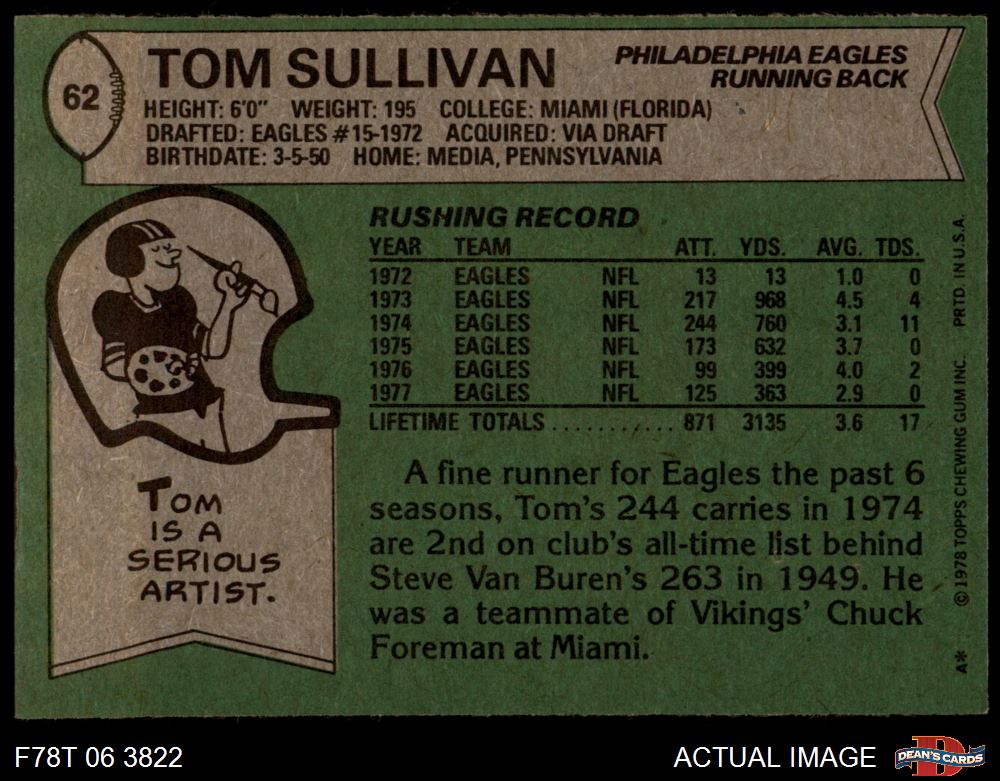 62
TOM SULLIVAN
PHILADELPHIA EAGLES
RUNNING BACK
HEIGHT: 6'0" WEIGHT: 195 COLLEGE: MIAMI (FLORIDA)
DRAFTED: EAGLES #15-1972 ACQUIRED: VIA DRAFT
BIRTHDATE: 3-5-50 HOME: MEDIA, PENNSYLVANIA
TOM
IS A
SERIOUS
ARTIST.
RUSHING RECORD
YEAR TEAM ATT. YDS. AVG. TDS.
1972 EAGLES NFL 13 13 1.0 0
1973 EAGLES NFL 217 968 4.5 4
1974 EAGLES NFL 244 760 3.1 11
1975 EAGLES NFL 173 632 3.7 0
1976 EAGLES NFL 99 399 4.0 2
1977 EAGLES NFL 125 363 2.9 0
LIFETIME TOTALS ............ 871 3135 3.6 17
A fine runner for Eagles the past 6
seasons, Tom's 244 carries in 1974
are 2nd on club's all-time list behind
Steve Van Buren's 263 in 1949. He
was a teammate of Vikings' Chuck
Foreman at Miami.
A* © 1978 TOPPS CHEWING GUM INC. PRTD. IN U.S.A.
F78T 06 3822
ACTUAL IMAGE
D
DEAN'S CARDS